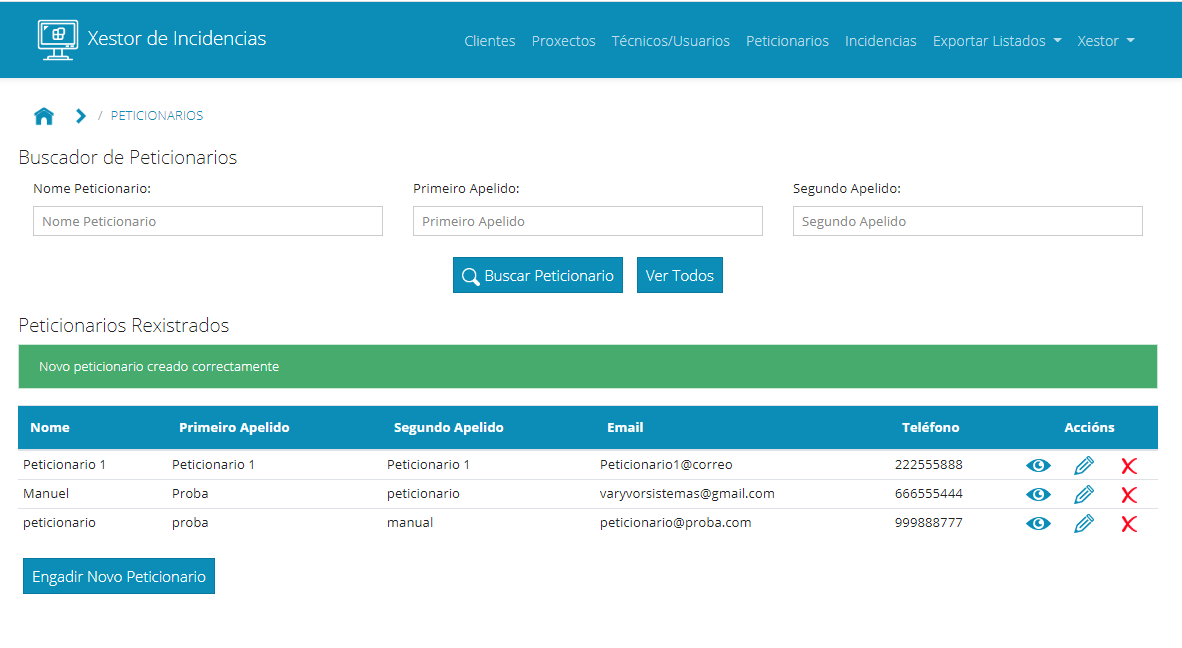 Xestor de Incidencias
Clientes Proxectos Técnicos/Usuarios Peticionarios Incidencias Exportar Listados Xestor
/ PETICIONARIOS
Buscador de Peticionarios
Nome Peticionario: Primeiro Apelido: Segundo Apelido:
Nome Peticionario Primeiro Apelido Segundo Apelido
Buscar Peticionario Ver Todos
Peticionarios Rexistrados
Novo peticionario creado correctamente
Nome Primeiro Apelido Segundo Apelido Email Teléfono Accións
Peticionario 1 Peticionario 1 Peticionario 1 Peticionario1@correo 222555888
Manuel Proba peticionario varyvorsistemas@gmail.com 666555444
peticionario proba manual peticionario@proba.com 999888777
Engadir Novo Peticionario